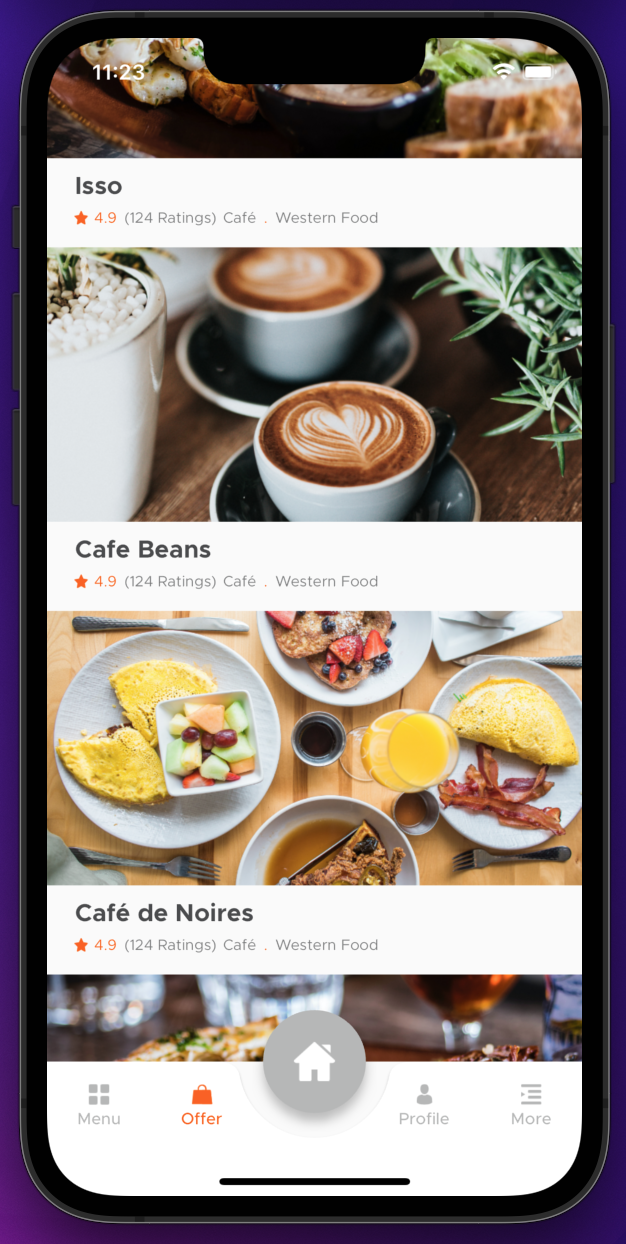 11:23
Isso
4.9 (124 Ratings) Café . Western Food
Cafe Beans
4.9 (124 Ratings) Café . Western Food
Café de Noires
4.9 (124 Ratings) Café . Western Food
Menu Offer Profile More